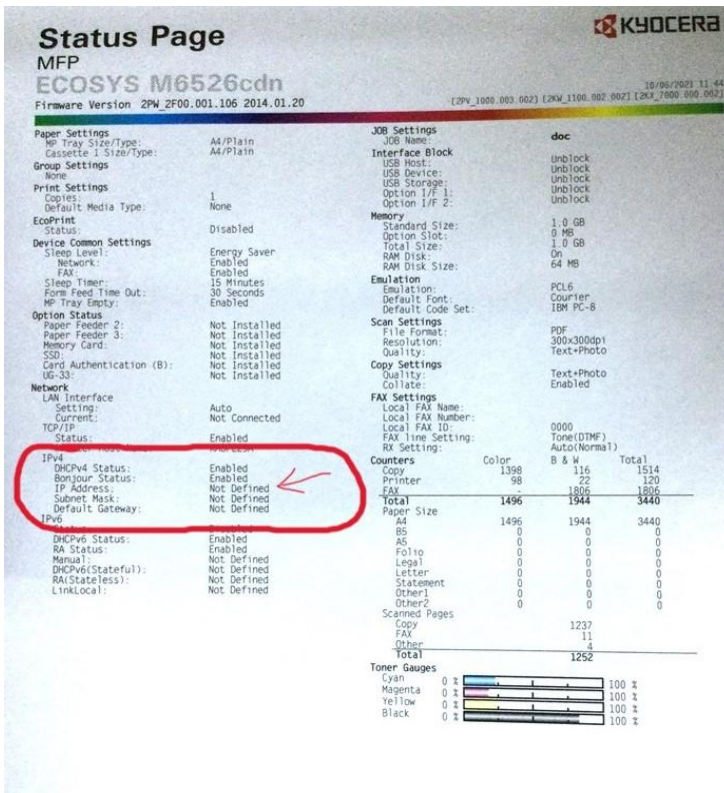 Status Page
KYOCERA
MFP
ECOSYS M6526cdn
10/06/2021 11:44
Firmware Version 2PW_2F00.001.106 2014.01.20
[2PV_1000.003.002] [2KW_1100.002.002] [2KX_7000.000.002]
Paper Settings
MP Tray Size/Type: A4/Plain
Cassette 1 Size/Type: A4/Plain
Group Settings
None
Print Settings
Copies: 1
Default Media Type: None
EcoPrint
Status: Disabled
Device Common Settings
Sleep Level: Energy Saver
Network: Enabled
FAX: Enabled
Sleep Timer: 15 Minutes
Form Feed Time Out: 30 Seconds
MP Tray Empty: Enabled
Option Status
Paper Feeder 2: Not Installed
Paper Feeder 3: Not Installed
Memory Card: Not Installed
SSD: Not Installed
Card Authentication (B): Not Installed
UG-33: Not Installed
Network
LAN Interface
Setting: Auto
Current: Not Connected
TCP/IP
Status: Enabled
IPv4
DHCPv4 Status: Enabled
Bonjour Status: Enabled
IP Address: Not Defined
Subnet Mask: Not Defined
Default Gateway: Not Defined
IPv6
DHCPv6 Status: Enabled
RA Status: Enabled
Manual: Not Defined
DHCPv6(Stateful): Not Defined
RA(Stateless): Not Defined
LinkLocal: Not Defined
JOB Settings
JOB Name: doc
Interface Block
USB Host: Unblock
USB Device: Unblock
USB Storage: Unblock
Option I/F 1: Unblock
Option I/F 2: Unblock
Memory
Standard Size: 1.0 GB
Option Slot: 0 MB
Total Size: 1.0 GB
RAM Disk: On
RAM Disk Size: 64 MB
Emulation
Emulation: PCL6
Default Font: Courier
Default Code Set: IBM PC-8
Scan Settings
File Format: PDF
Resolution: 300x300dpi
Quality: Text+Photo
Copy Settings
Quality: Text+Photo
Collate: Enabled
FAX Settings
Local FAX Name:
Local FAX Number:
Local FAX ID: 0000
FAX line Setting: Tone(DTMF)
RX Setting: Auto(Normal)
Counters Color B & W Total
Copy 1398 116 1514
Printer 98 22 120
FAX - 1806 1806
Total 1496 1944 3440
Paper Size
A4 1496 1944 3440
B5 0 0 0
A5 0 0 0
Folio 0 0 0
Legal 0 0 0
Letter 0 0 0
Statement 0 0 0
Other1 0 0 0
Other2 0 0 0
Scanned Pages
Copy 1237
FAX 11
Other 4
Total 1252
Toner Gauges
Cyan 0 % 100 %
Magenta 0 % 100 %
Yellow 0 % 100 %
Black 0 % 100 %